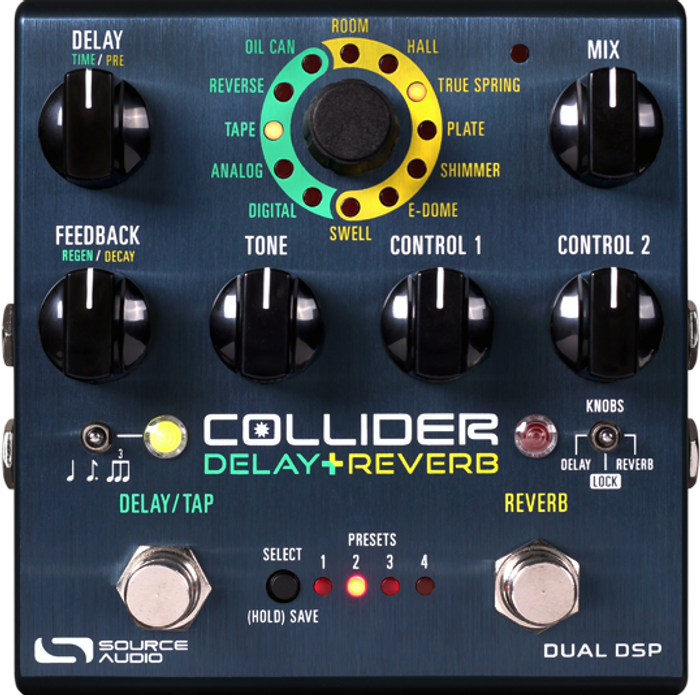 DELAY
TIME / PRE
ROOM
OIL CAN
HALL
MIX
REVERSE
TRUE SPRING
TAPE
PLATE
ANALOG
SHIMMER
DIGITAL
E-DOME
SWELL
FEEDBACK
REGEN / DECAY
TONE
CONTROL 1
CONTROL 2
KNOBS
COLLIDER
DELAY+REVERB
3
DELAY
REVERB
LOCK
DELAY/TAP
REVERB
PRESETS
SELECT
1 2 3 4
(HOLD) SAVE
SOURCE
AUDIO
DUAL DSP